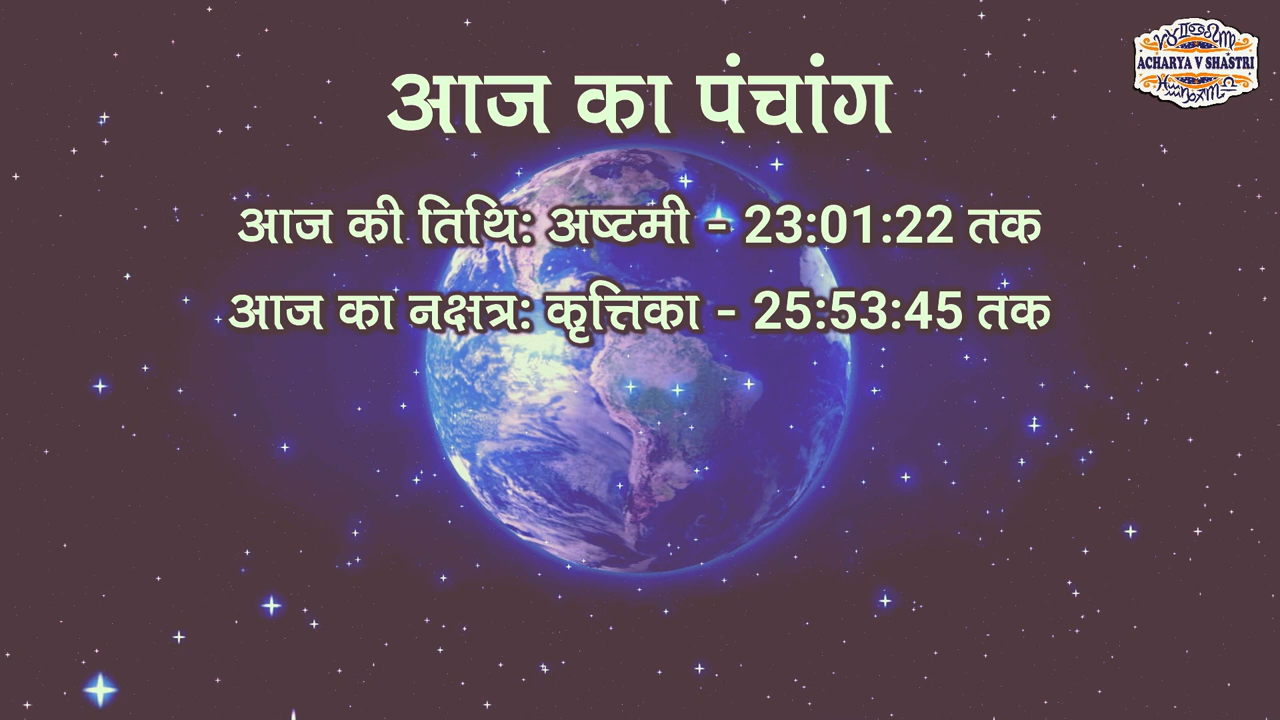 ACHARYA V SHASTRI
आज का पंचांग
आज की तिथि: अष्टमी - 23:01:22 तक
आज का नक्षत्र: कृत्तिका - 25:53:45 तक